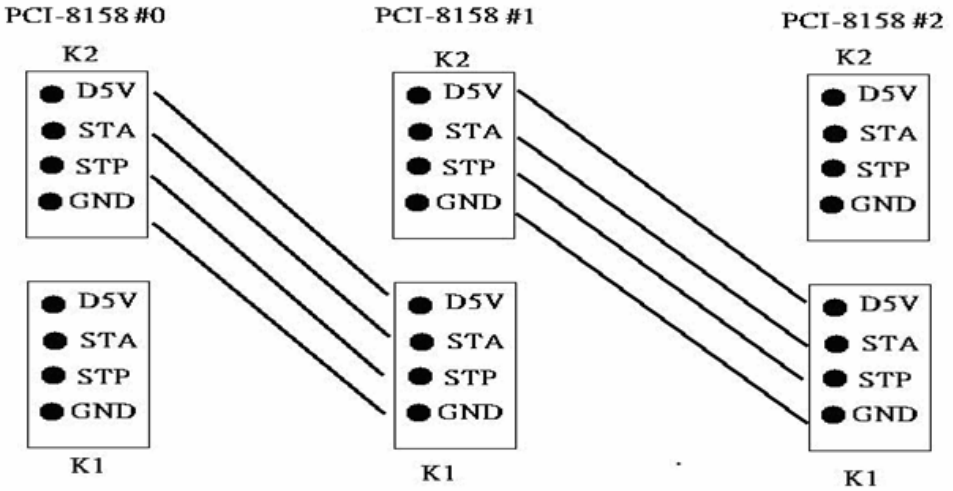 PCI-8158 #0
PCI-8158 #1
PCI-8158 #2
K2
K2
K2
D5V
STA
STP
GND
D5V
STA
STP
GND
D5V
STA
STP
GND
D5V
STA
STP
GND
D5V
STA
STP
GND
D5V
STA
STP
GND
K1
K1
K1